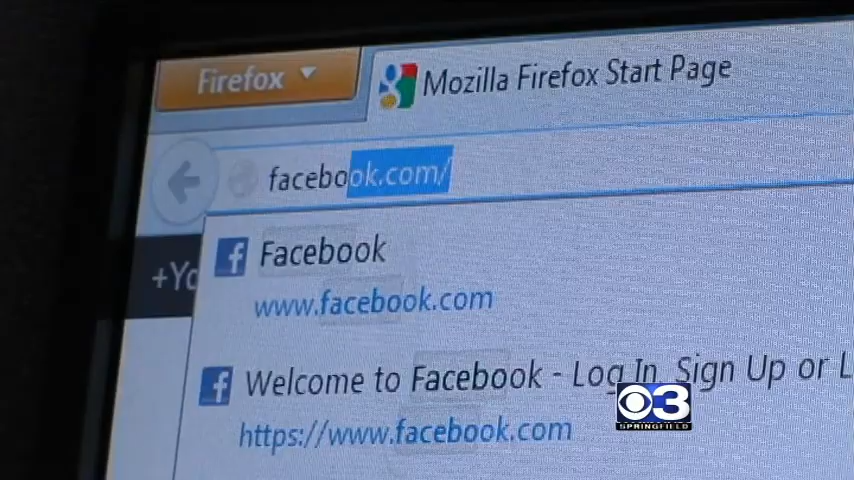 Firefox
Mozilla Firefox Start Page
facebook.com/
+Yo
Facebook
www.facebook.com
Welcome to Facebook - Log In, Sign Up or L
https://www.facebook.com
3
SPRINGFIELD